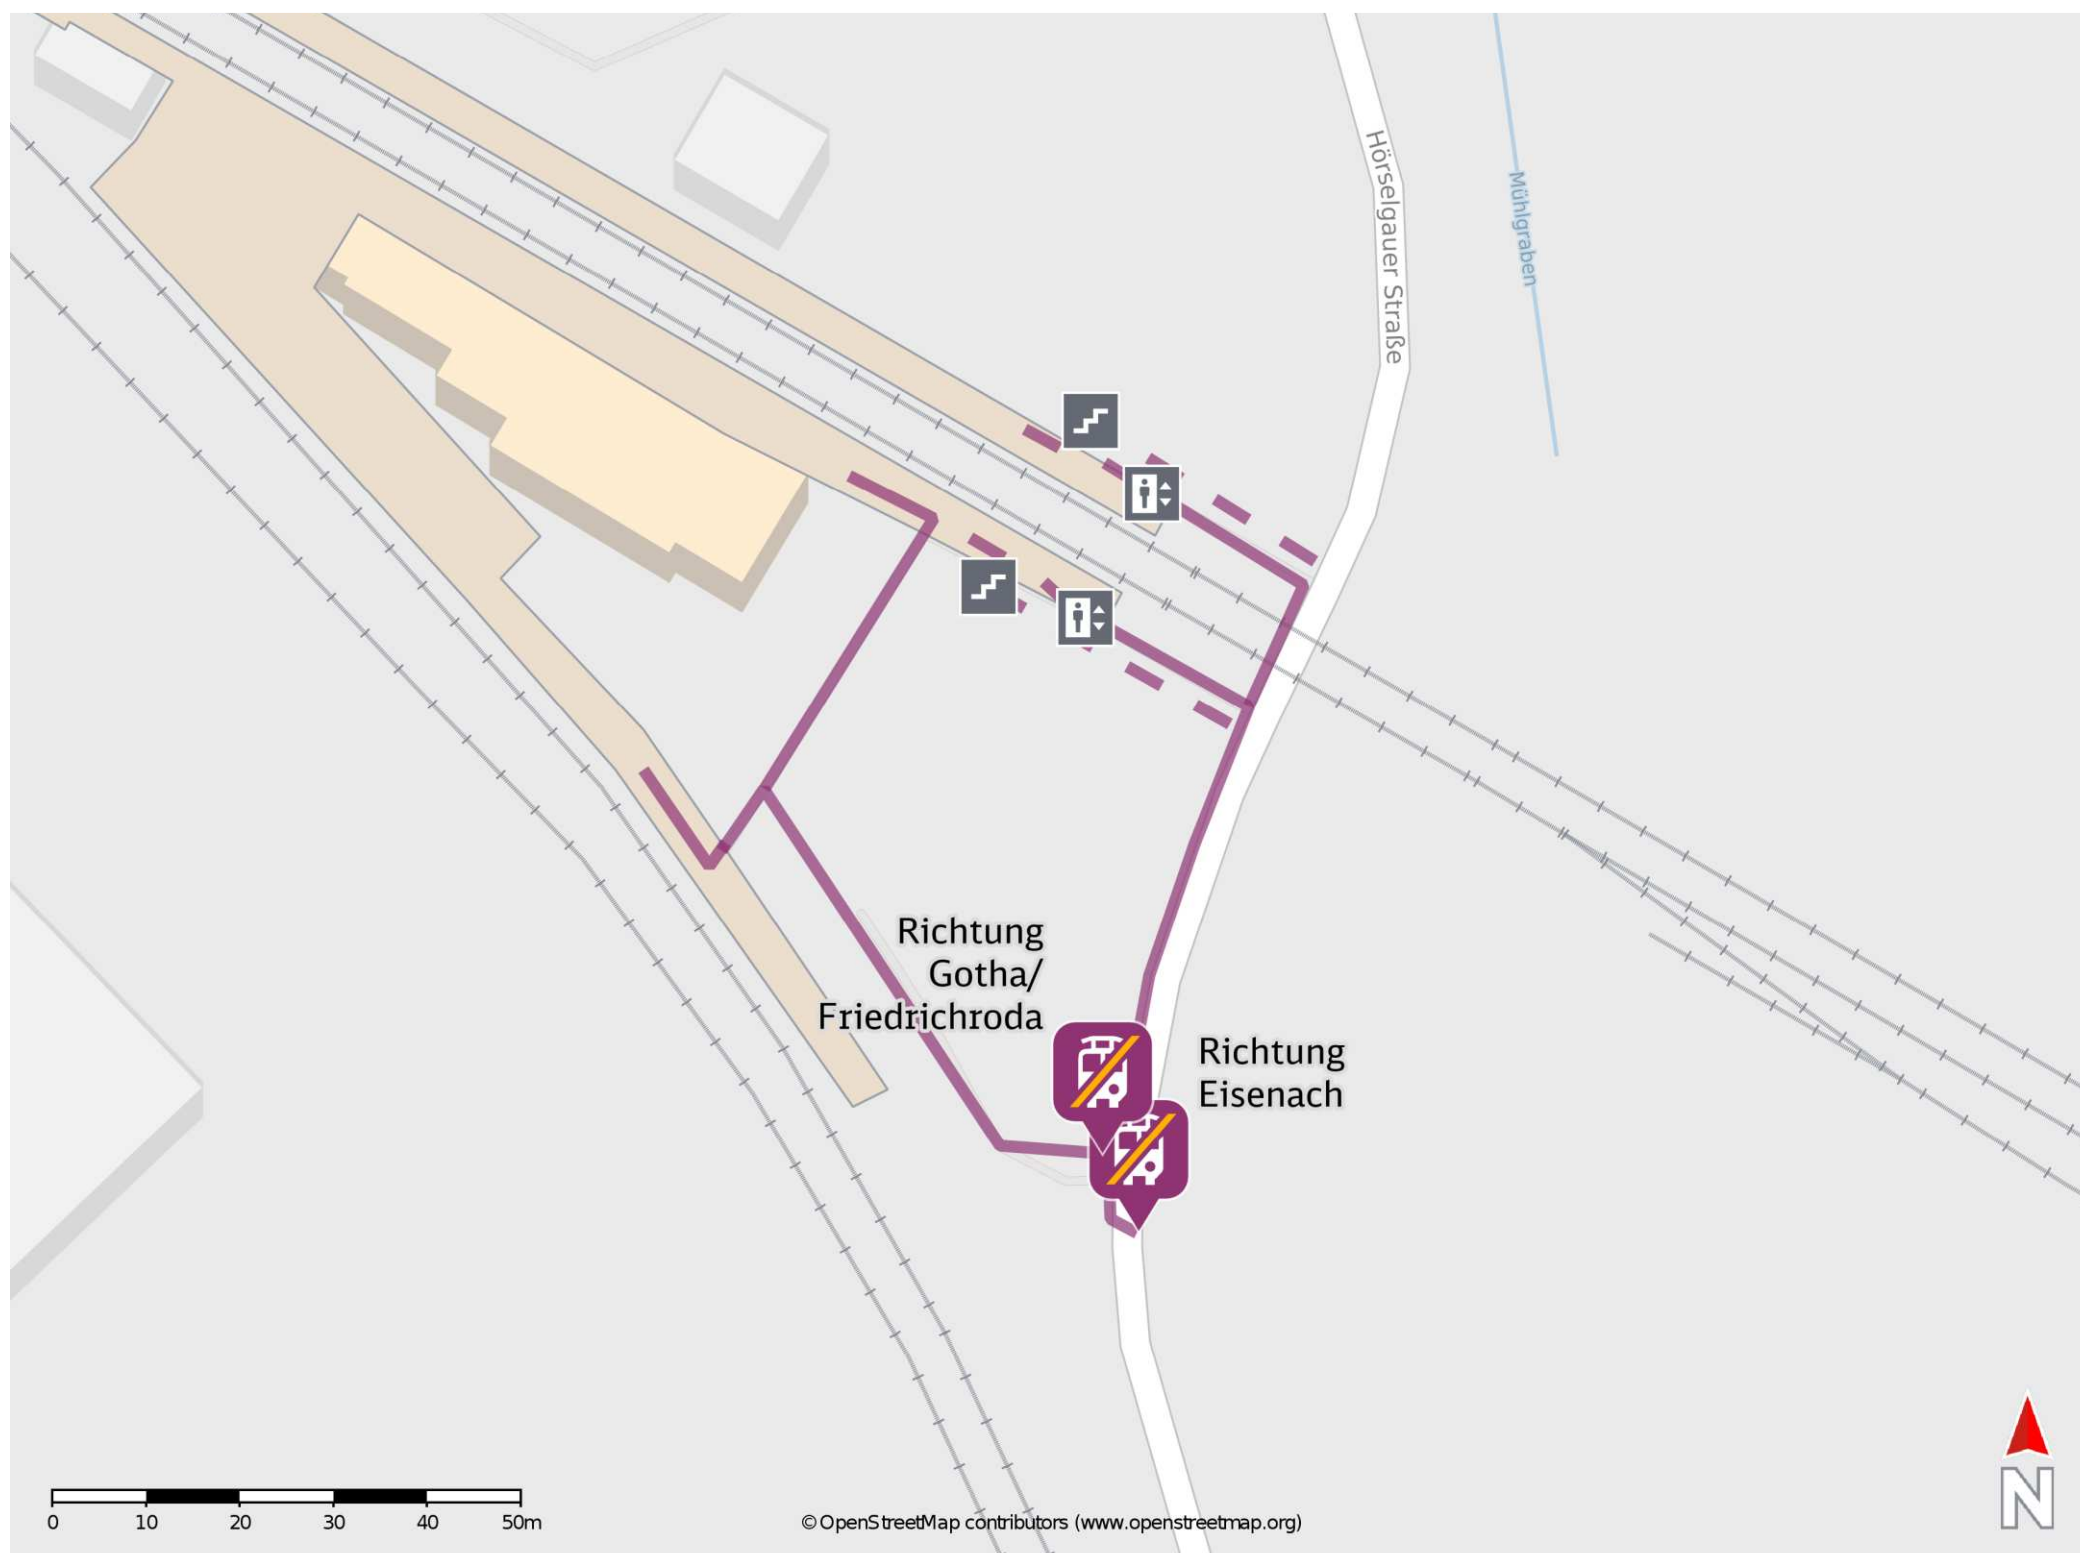 Hörselgauer Straße
Mühlgraben
Richtung
Gotha/
Friedrichroda
Richtung
Eisenach
0 10 20 30 40 50m
© OpenStreetMap contributors (www.openstreetmap.org)
N